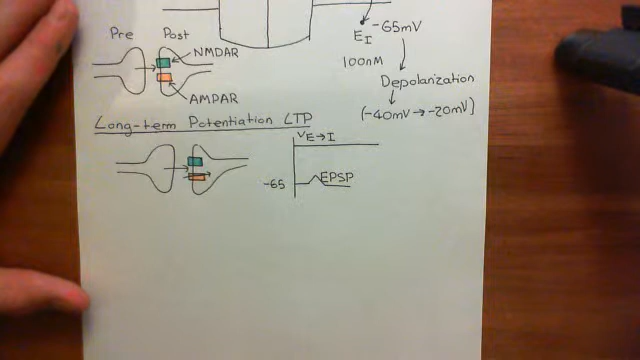 Pre Post
NMDAR
AMPAR
EI -65mV
100nM
Depolarization
(-40mV → -20mV)
Long-term Potentiation LTP
VE→I
-65 EPSP